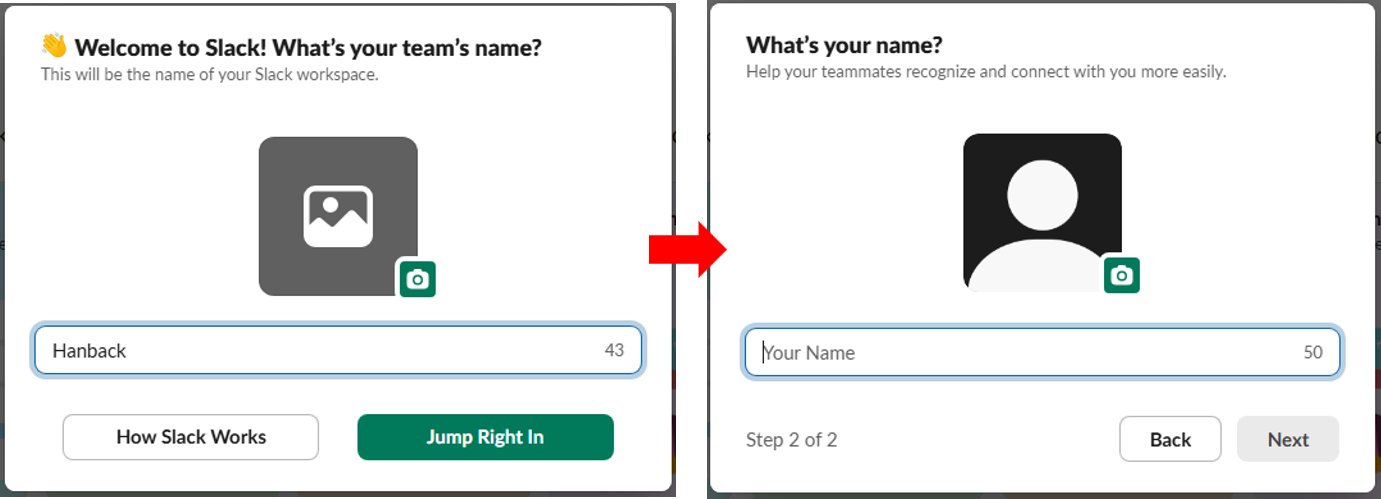 👋 Welcome to Slack! What's your team's name?
This will be the name of your Slack workspace.
Hanback 43
How Slack Works Jump Right In
What's your name?
Help your teammates recognize and connect with you more easily.
Your Name 50
Step 2 of 2 Back Next